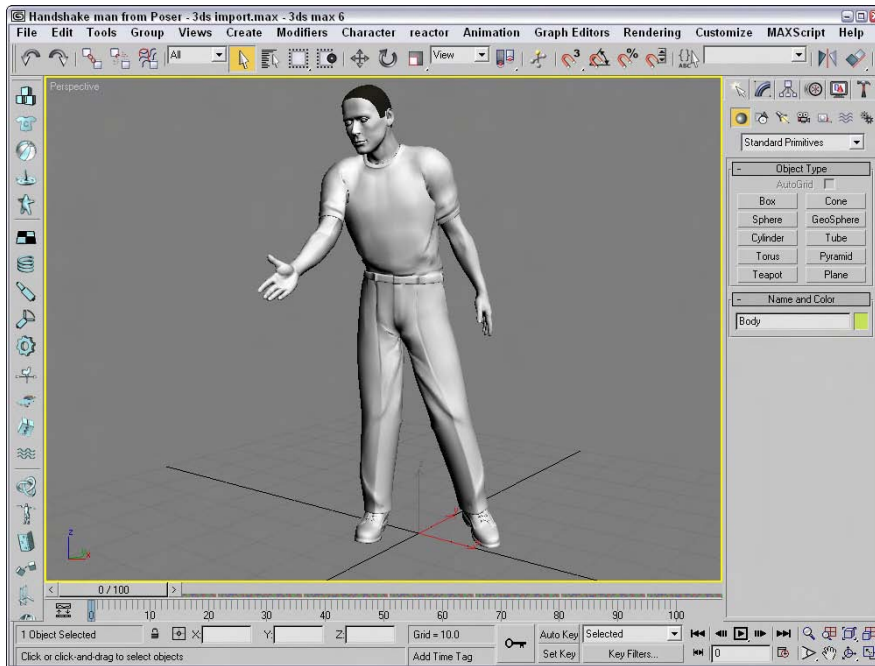 Handshake man from Poser - 3ds import.max - 3ds max 6
File Edit Tools Group Views Create Modifiers Character reactor Animation Graph Editors Rendering Customize MAXScript Help
All
View
3
%
ABC
Perspective
Standard Primitives
- Object Type
AutoGrid
Box Cone
Sphere GeoSphere
Cylinder Tube
Torus Pyramid
Teapot Plane
- Name and Color
Body
z
x
< 0 / 100 >
0 10 20 30 40 50 60 70 80 90 100
1 Object Selected X: Y: Z: Grid = 10.0 Auto Key Selected
Click or click-and-drag to select objects Add Time Tag Set Key Key Filters... 0